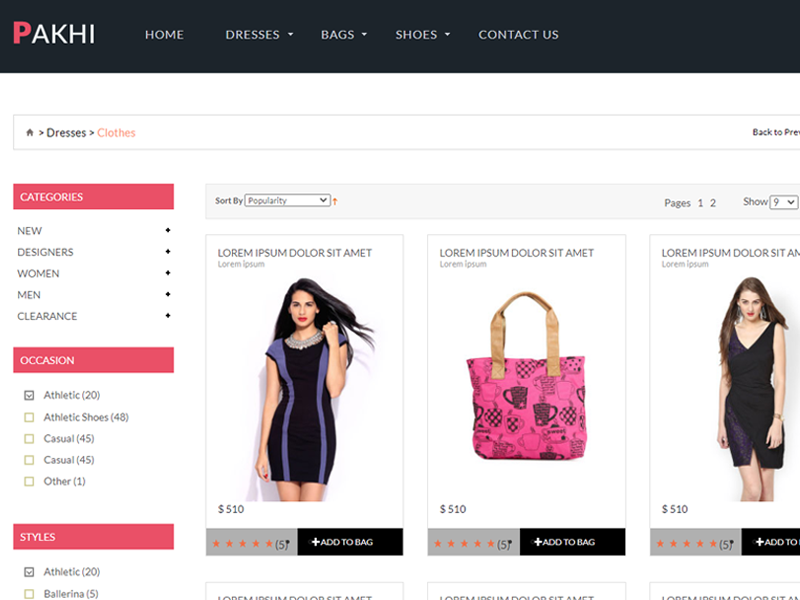 PAKHI
HOME DRESSES BAGS SHOES CONTACT US
> Dresses > Clothes
Back to Prev
CATEGORIES
NEW
DESIGNERS
WOMEN
MEN
CLEARANCE
OCCASION
Athletic (20)
Athletic Shoes (48)
Casual (45)
Casual (45)
Other (1)
STYLES
Athletic (20)
Ballerina (5)
Sort By Popularity
Pages 1 2
Show 9
LOREM IPSUM DOLOR SIT AMET
Lorem ipsum
$ 510
(5)
+ADD TO BAG
LOREM IPSUM DOLOR SIT AMET
Lorem ipsum
$ 510
(5)
+ADD TO BAG
LOREM IPSUM DOLOR SIT AM
Lorem ipsum
$ 510
(5)
+ADD TO
LOREM IPSUM DOLOR SIT AMET
LOREM IPSUM DOLOR SIT AMET
LOREM IPSUM DOLOR SIT AM